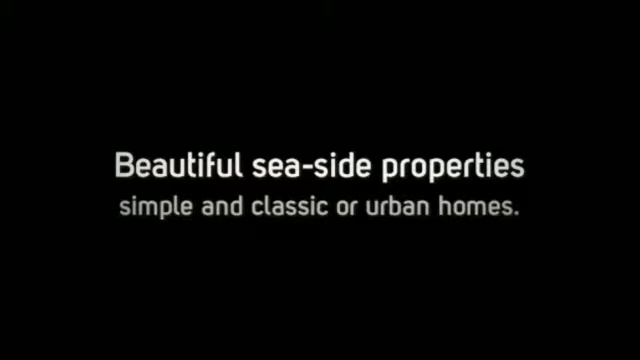 Beautiful sea-side properties
simple and classic or urban homes.